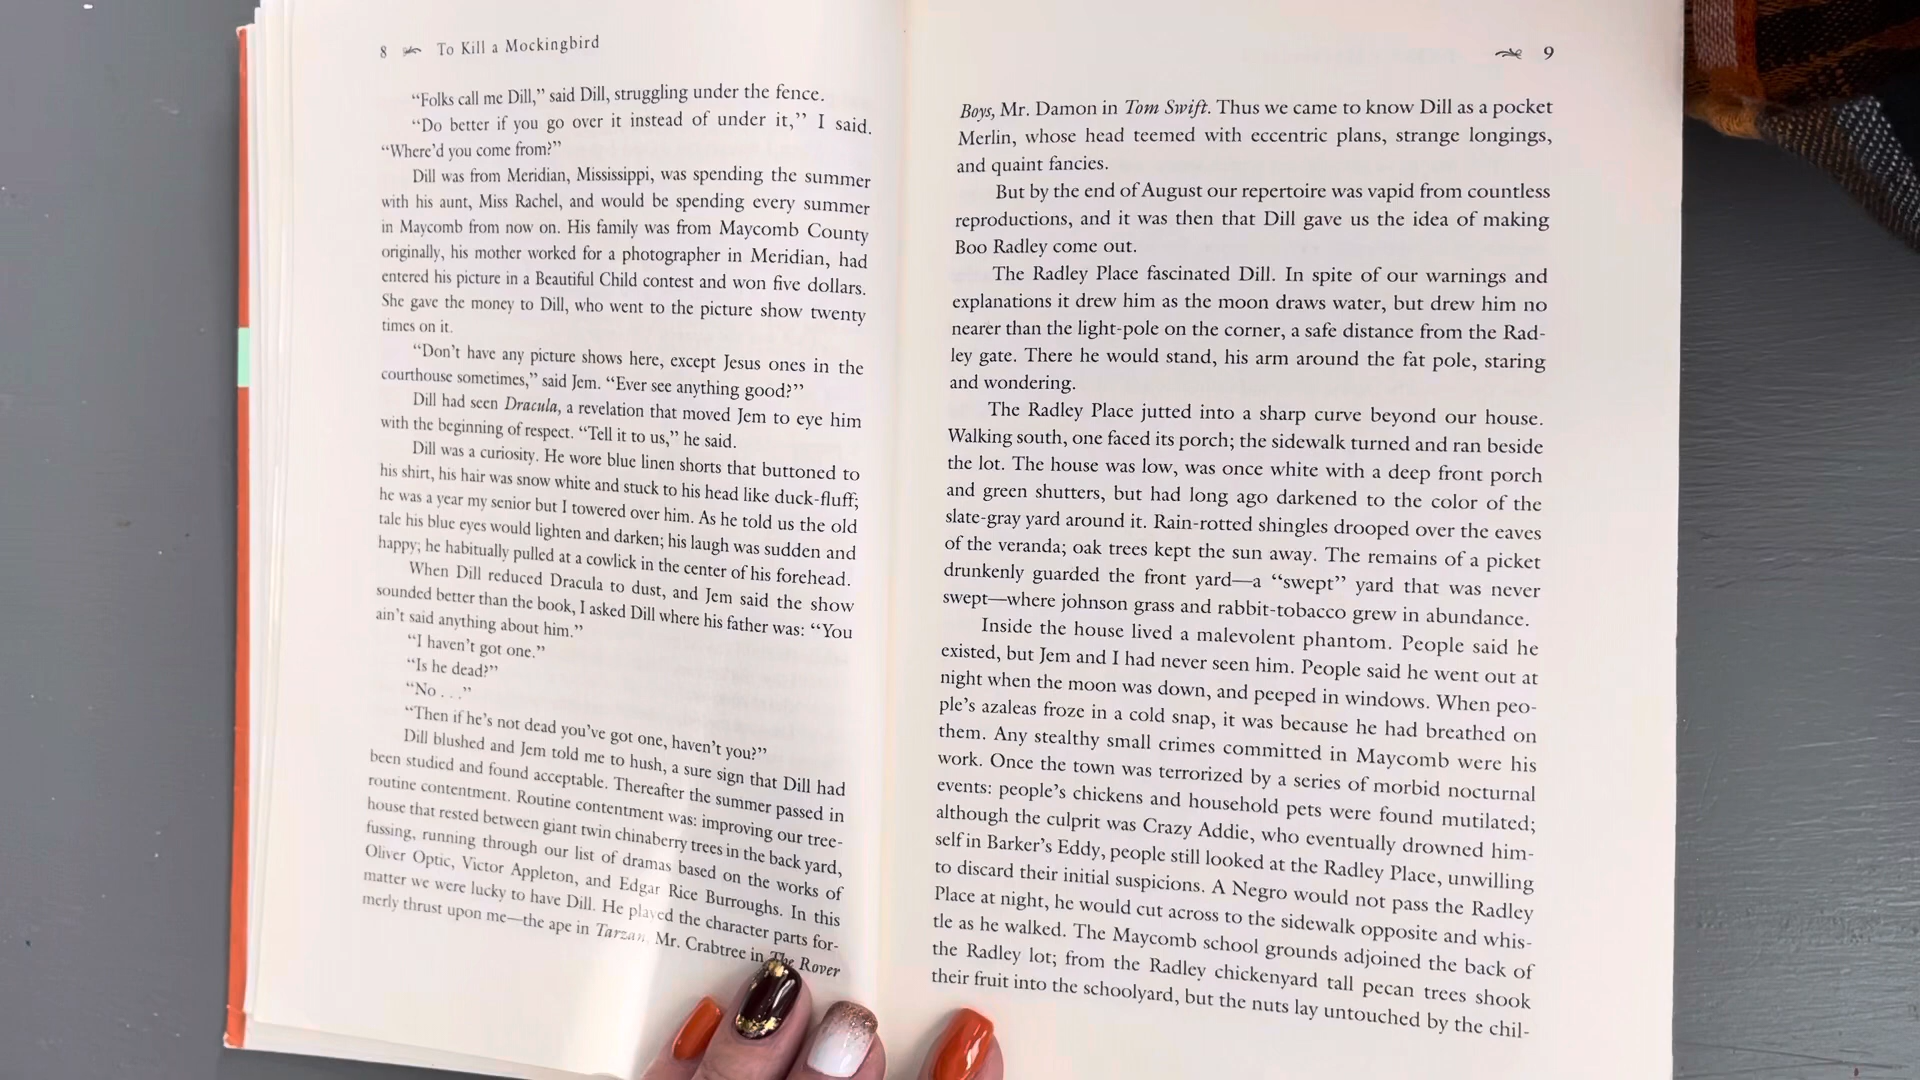 8 To Kill a Mockingbird
“Folks call me Dill,” said Dill, struggling under the fence.
“Do better if you go over it instead of under it,” I said.
“Where’d you come from?”
Dill was from Meridian, Mississippi, was spending the summer
with his aunt, Miss Rachel, and would be spending every summer
in Maycomb from now on. His family was from Maycomb County
originally, his mother worked for a photographer in Meridian, had
entered his picture in a Beautiful Child contest and won five dollars.
She gave the money to Dill, who went to the picture show twenty
times on it.
“Don’t have any picture shows here, except Jesus ones in the
courthouse sometimes,” said Jem. “Ever see anything good?”
Dill had seen Dracula, a revelation that moved Jem to eye him
with the beginning of respect. “Tell it to us,” he said.
Dill was a curiosity. He wore blue linen shorts that buttoned to
his shirt, his hair was snow white and stuck to his head like duck-fluff;
he was a year my senior but I towered over him. As he told us the old
tale his blue eyes would lighten and darken; his laugh was sudden and
happy; he habitually pulled at a cowlick in the center of his forehead.
When Dill reduced Dracula to dust, and Jem said the show
sounded better than the book, I asked Dill where his father was: “You
ain’t said anything about him.”
“I haven’t got one.”
“Is he dead?”
“No . . .”
“Then if he’s not dead you’ve got one, haven’t you?”
Dill blushed and Jem told me to hush, a sure sign that Dill had
been studied and found acceptable. Thereafter the summer passed in
routine contentment. Routine contentment was: improving our tree-
house that rested between giant twin chinaberry trees in the back yard,
fussing, running through our list of dramas based on the works of
Oliver Optic, Victor Appleton, and Edgar Rice Burroughs. In this
matter we were lucky to have Dill. He played the character parts for-
merly thrust upon me—the ape in Tarzan, Mr. Crabtree in The Rover
9
Boys, Mr. Damon in Tom Swift. Thus we came to know Dill as a pocket
Merlin, whose head teemed with eccentric plans, strange longings,
and quaint fancies.
But by the end of August our repertoire was vapid from countless
reproductions, and it was then that Dill gave us the idea of making
Boo Radley come out.
The Radley Place fascinated Dill. In spite of our warnings and
explanations it drew him as the moon draws water, but drew him no
nearer than the light-pole on the corner, a safe distance from the Rad-
ley gate. There he would stand, his arm around the fat pole, staring
and wondering.
The Radley Place jutted into a sharp curve beyond our house.
Walking south, one faced its porch; the sidewalk turned and ran beside
the lot. The house was low, was once white with a deep front porch
and green shutters, but had long ago darkened to the color of the
slate-gray yard around it. Rain-rotted shingles drooped over the eaves
of the veranda; oak trees kept the sun away. The remains of a picket
drunkenly guarded the front yard—a “swept” yard that was never
swept—where johnson grass and rabbit-tobacco grew in abundance.
Inside the house lived a malevolent phantom. People said he
existed, but Jem and I had never seen him. People said he went out at
night when the moon was down, and peeped in windows. When peo-
ple’s azaleas froze in a cold snap, it was because he had breathed on
them. Any stealthy small crimes committed in Maycomb were his
work. Once the town was terrorized by a series of morbid nocturnal
events: people’s chickens and household pets were found mutilated;
although the culprit was Crazy Addie, who eventually drowned him-
self in Barker’s Eddy, people still looked at the Radley Place, unwilling
to discard their initial suspicions. A Negro would not pass the Radley
Place at night, he would cut across to the sidewalk opposite and whis-
tle as he walked. The Maycomb school grounds adjoined the back of
the Radley lot; from the Radley chickenyard tall pecan trees shook
their fruit into the schoolyard, but the nuts lay untouched by the chil-